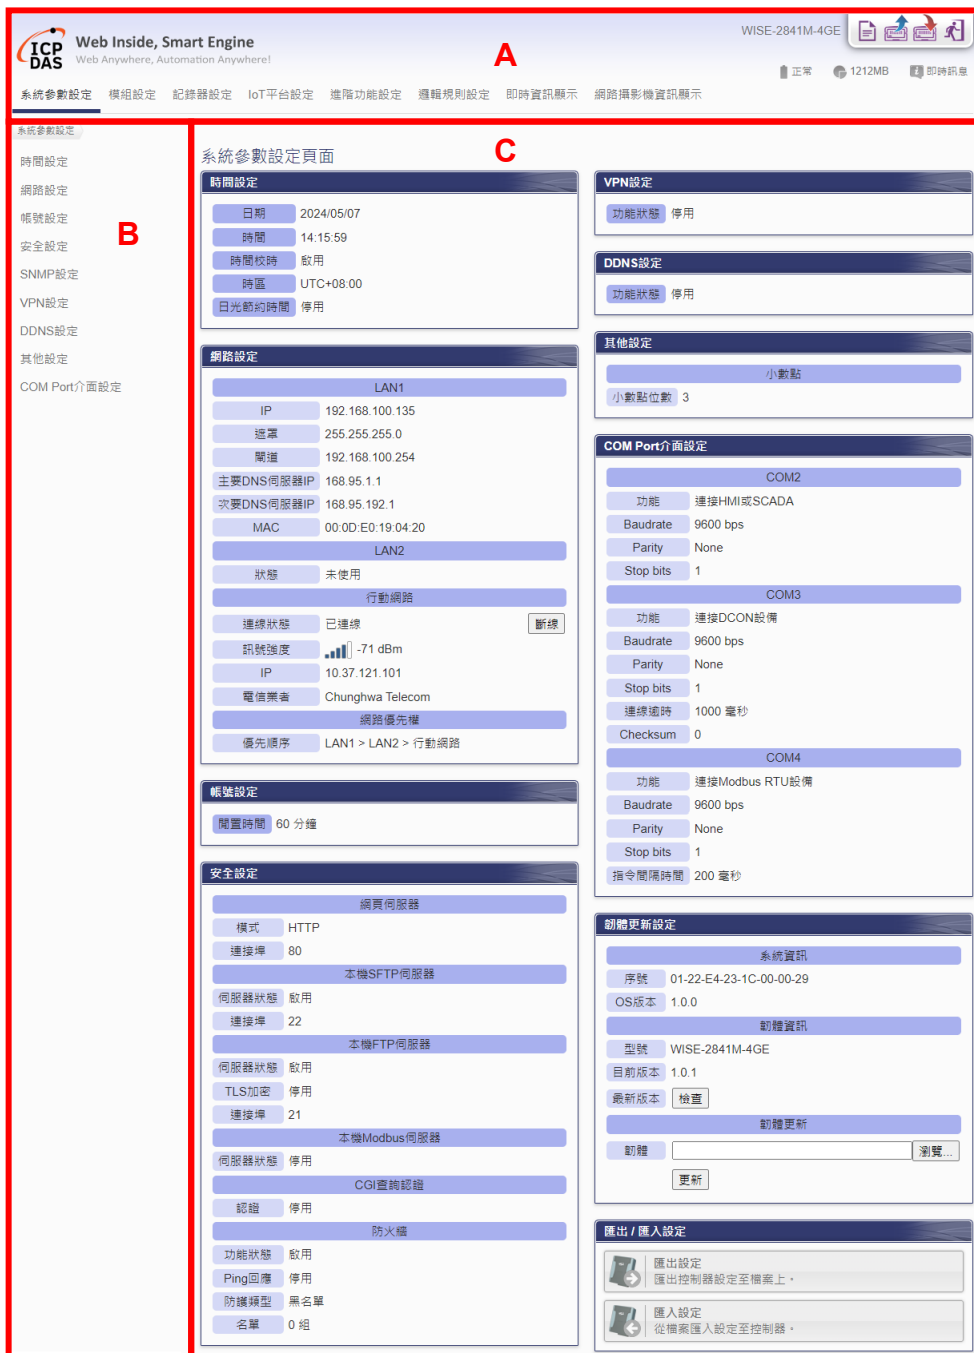 ICP
DAS
Web Inside, Smart Engine
Web Anywhere, Automation Anywhere!
A
WISE-2841M-4GE
正常
1212MB
即時訊息
系統參數設定 模組設定 記錄器設定 IoT平台設定 進階功能設定 邏輯規則設定 即時資訊顯示 網路攝影機資訊顯示
系統參數設定
時間設定
網路設定
帳號設定
安全設定
SNMP設定
VPN設定
DDNS設定
其他設定
COM Port介面設定
B
系統參數設定頁面
C
時間設定
日期 2024/05/07
時間 14:15:59
時間校時 啟用
時區 UTC+08:00
日光節約時間 停用
網路設定
LAN1
IP 192.168.100.135
遮罩 255.255.255.0
閘道 192.168.100.254
主要DNS伺服器IP 168.95.1.1
次要DNS伺服器IP 168.95.192.1
MAC 00:0D:E0:19:04:20
LAN2
狀態 未使用
行動網路
連線狀態 已連線 斷線
訊號強度 -71 dBm
IP 10.37.121.101
電信業者 Chunghwa Telecom
網路優先權
優先順序 LAN1 > LAN2 > 行動網路
帳號設定
閒置時間 60 分鐘
安全設定
網頁伺服器
模式 HTTP
連接埠 80
本機SFTP伺服器
伺服器狀態 啟用
連接埠 22
本機FTP伺服器
伺服器狀態 啟用
TLS加密 停用
連接埠 21
本機Modbus伺服器
伺服器狀態 停用
CGI查詢認證
認證 停用
防火牆
功能狀態 啟用
Ping回應 停用
防護類型 黑名單
名單 0 組
VPN設定
功能狀態 停用
DDNS設定
功能狀態 停用
其他設定
小數點
小數點位數 3
COM Port介面設定
COM2
功能 連接HMI或SCADA
Baudrate 9600 bps
Parity None
Stop bits 1
COM3
功能 連接DCON設備
Baudrate 9600 bps
Parity None
Stop bits 1
連線逾時 1000 毫秒
Checksum 0
COM4
功能 連接Modbus RTU設備
Baudrate 9600 bps
Parity None
Stop bits 1
指令間隔時間 200 毫秒
韌體更新設定
系統資訊
序號 01-22-E4-23-1C-00-00-29
OS版本 1.0.0
韌體資訊
型號 WISE-2841M-4GE
目前版本 1.0.1
最新版本 檢查
韌體更新
韌體 瀏覽...
更新
匯出 / 匯入設定
匯出設定
匯出控制器設定至檔案上。
匯入設定
從檔案匯入設定至控制器。